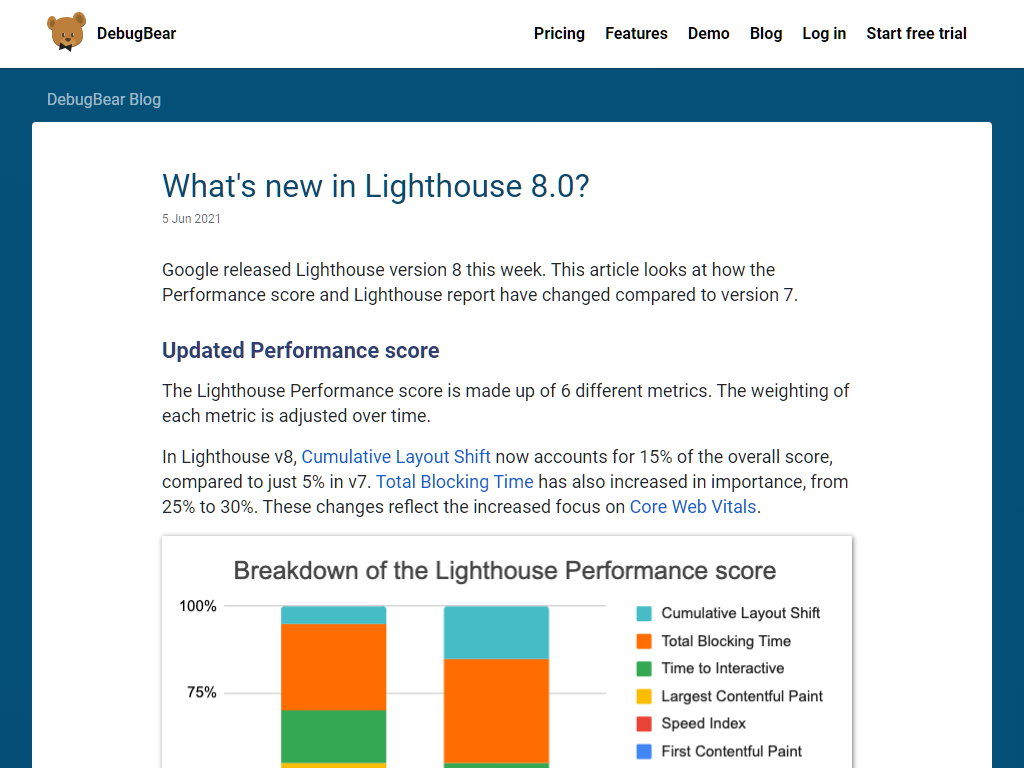 DebugBear
Pricing
Features
Demo
Blog
Log in
Start free trial
DebugBear Blog
What's new in Lighthouse 8.0?
5 Jun 2021
Google released Lighthouse version 8 this week. This article looks at how the
Performance score and Lighthouse report have changed compared to version 7.
Updated Performance score
The Lighthouse Performance score is made up of 6 different metrics. The weighting of
each metric is adjusted over time.
In Lighthouse v8, Cumulative Layout Shift now accounts for 15% of the overall score,
compared to just 5% in v7. Total Blocking Time has also increased in importance, from
25% to 30%. These changes reflect the increased focus on Core Web Vitals.
Breakdown of the Lighthouse Performance score
100%
75%
Cumulative Layout Shift
Total Blocking Time
Time to Interactive
Largest Contentful Paint
Speed Index
First Contentful Paint